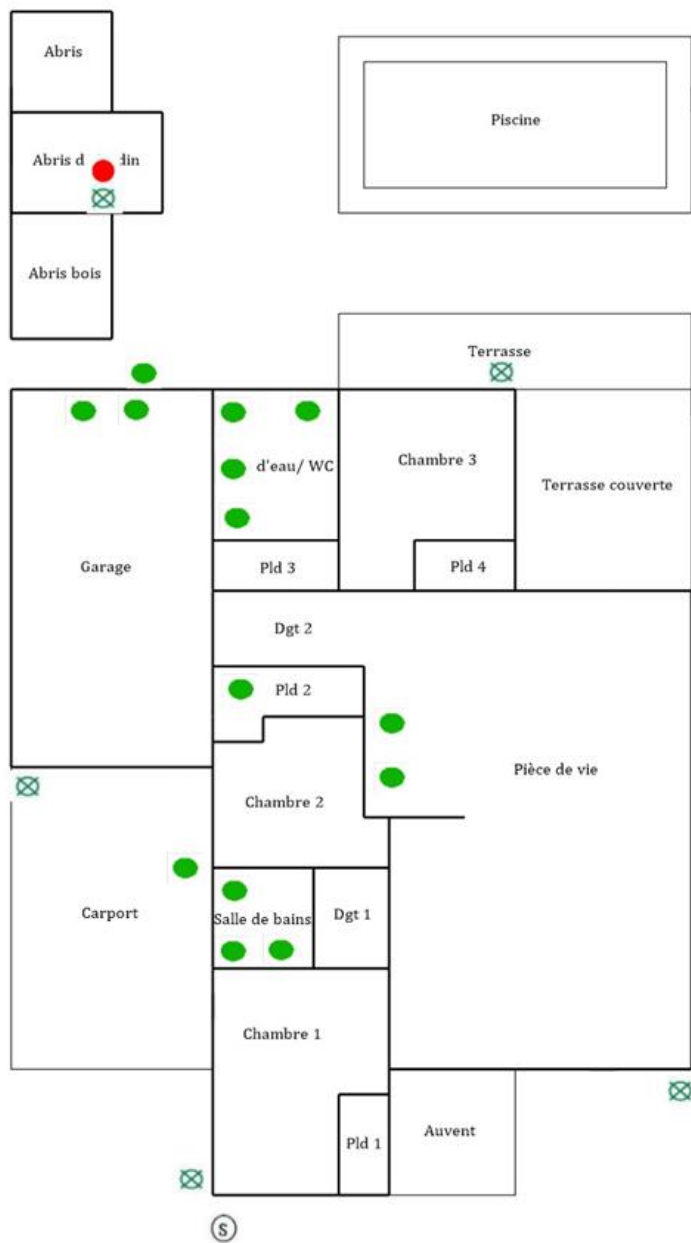 Abris
Piscine
Abris d din
Abris bois
Terrasse
d'eau/ WC
Chambre 3
Terrasse couverte
Garage
Pld 3
Pld 4
Dgt 2
Pld 2
Pièce de vie
Chambre 2
Carport
Salle de bains
Dgt 1
Chambre 1
Auvent
Pld 1
S